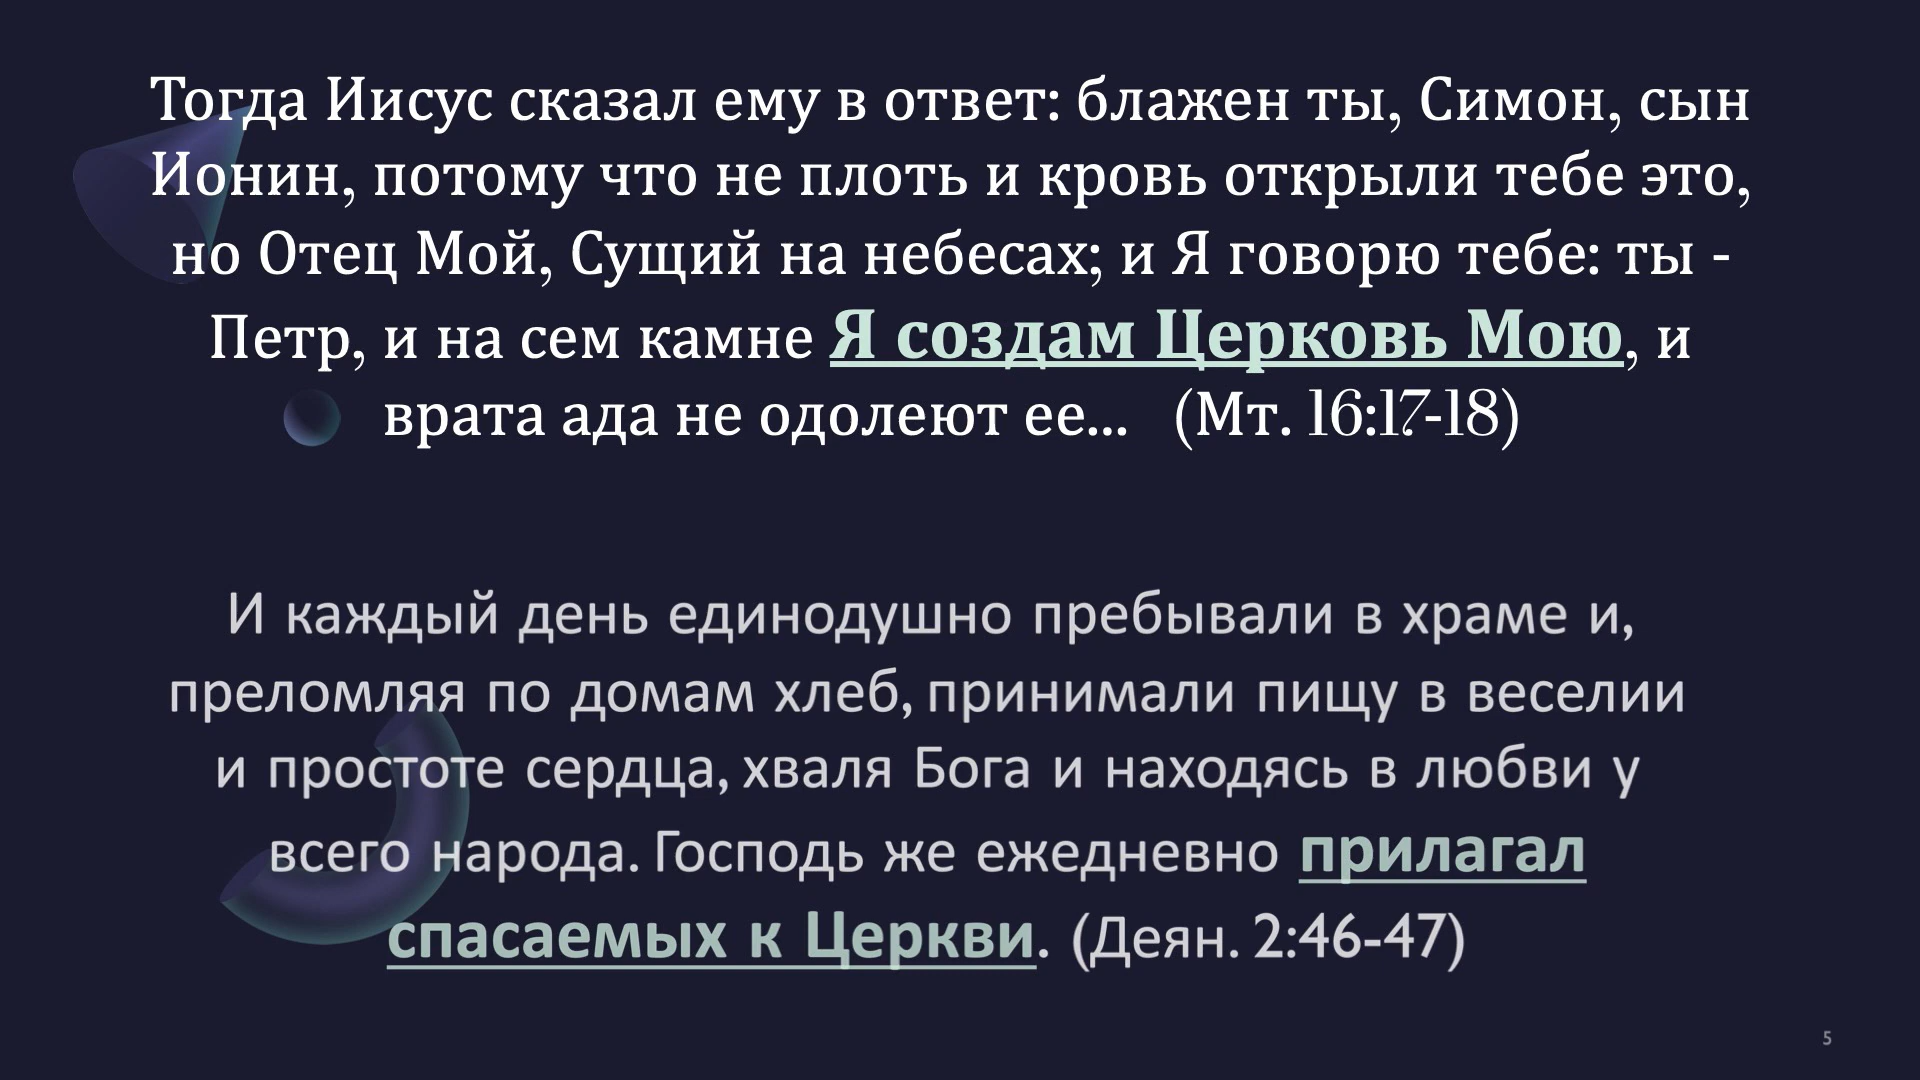 Тогда Иисус сказал ему в ответ: блажен ты, Симон, сын
Ионин, потому что не плоть и кровь открыли тебе это,
но Отец Мой, Сущий на небесах; и Я говорю тебе: ты -
Петр, и на сем камне Я создам Церковь Мою, и
врата ада не одолеют ее... (Мт. 16:17-18)
И каждый день единодушно пребывали в храме и,
преломляя по домам хлеб, принимали пищу в веселии
и простоте сердца, хваля Бога и находясь в любви у
всего народа. Господь же ежедневно прилагал
спасаемых к Церкви. (Деян. 2:46-47)
5